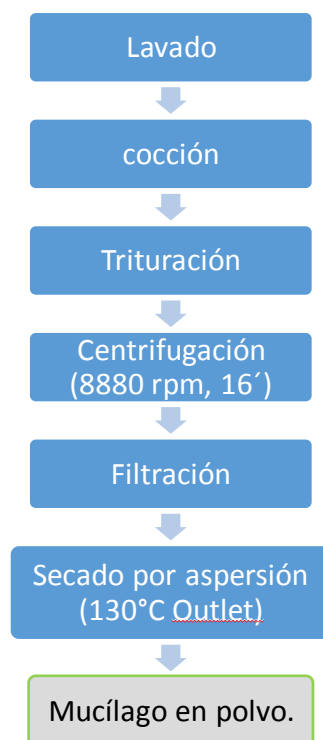 Lavado
cocción
Trituración
Centrifugación
(8880 rpm, 16´)
Filtración
Secado por aspersión
(130°C Outlet)
Mucílago en polvo.